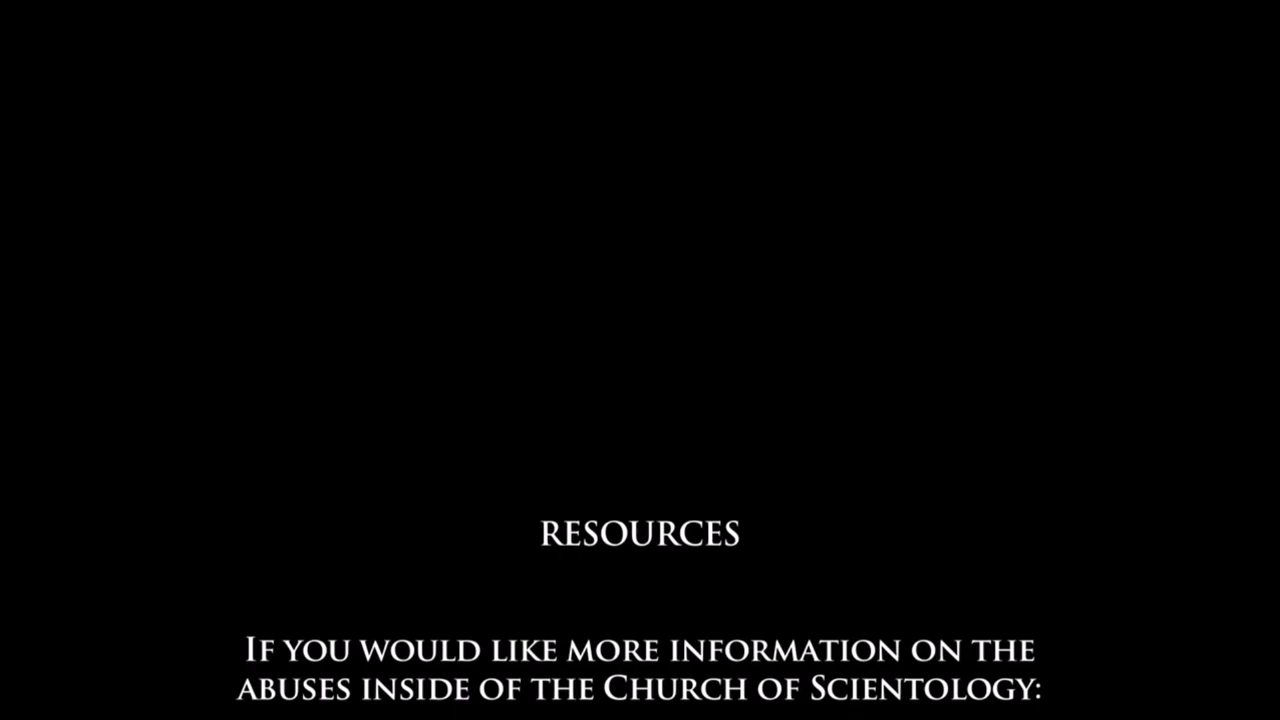 RESOURCES
If you would like more information on the
abuses inside of the Church of Scientology: